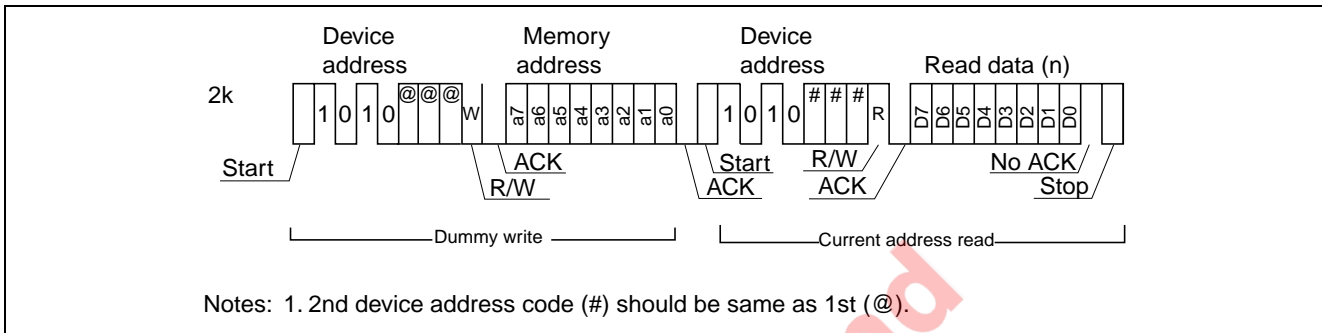 Device address
Memory address
Device address
Read data (n)
2k
1 0 1 0 @ @ @ W a7 a6 a5 a4 a3 a2 a1 a0 1 0 1 0 # # # R D7 D6 D5 D4 D3 D2 D1 D0
Start
R/W
ACK
ACK
Start
R/W
ACK
No ACK
Stop
Dummy write
Current address read
Notes: 1. 2nd device address code (#) should be same as 1st (@).